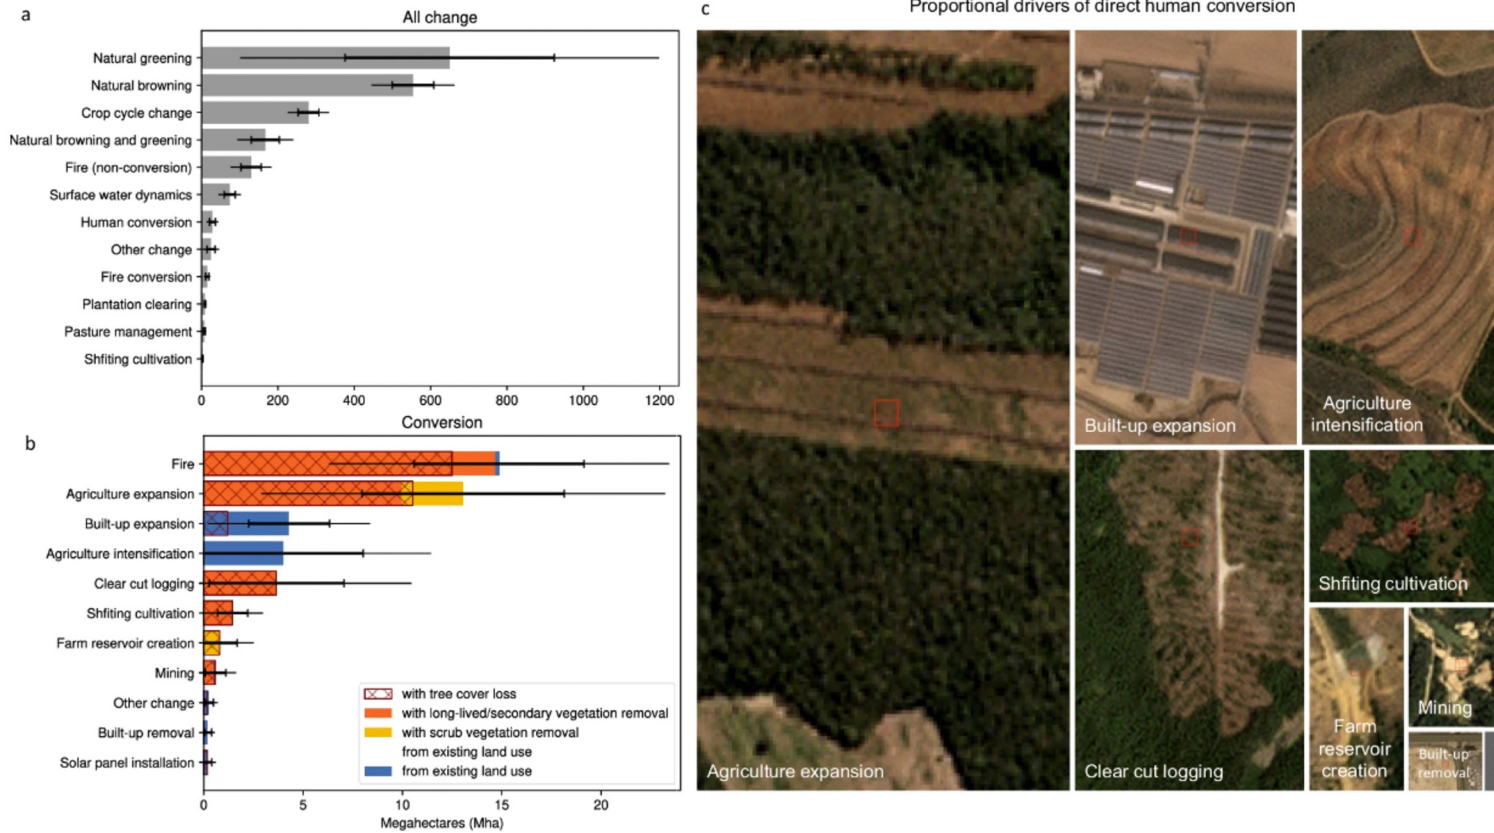 a
All change
Natural greening
Natural browning
Crop cycle change
Natural browning and greening
Fire (non-conversion)
Surface water dynamics
Human conversion
Other change
Fire conversion
Plantation clearing
Pasture management
Shfiting cultivation
0 200 400 600 800 1000 1200
b
Conversion
Fire
Agriculture expansion
Built-up expansion
Agriculture intensification
Clear cut logging
Shfiting cultivation
Farm reservoir creation
Mining
Other change
Built-up removal
Solar panel installation
with tree cover loss
with long-lived/secondary vegetation removal
with scrub vegetation removal
from existing land use
from existing land use
0 5 10 15 20
Megahectares (Mha)
c
Proportional drivers of direct human conversion
Agriculture expansion
Built-up expansion
Agriculture
intensification
Clear cut logging
Shfiting cultivation
Farm
reservoir
creation
Mining
Built-up
removal